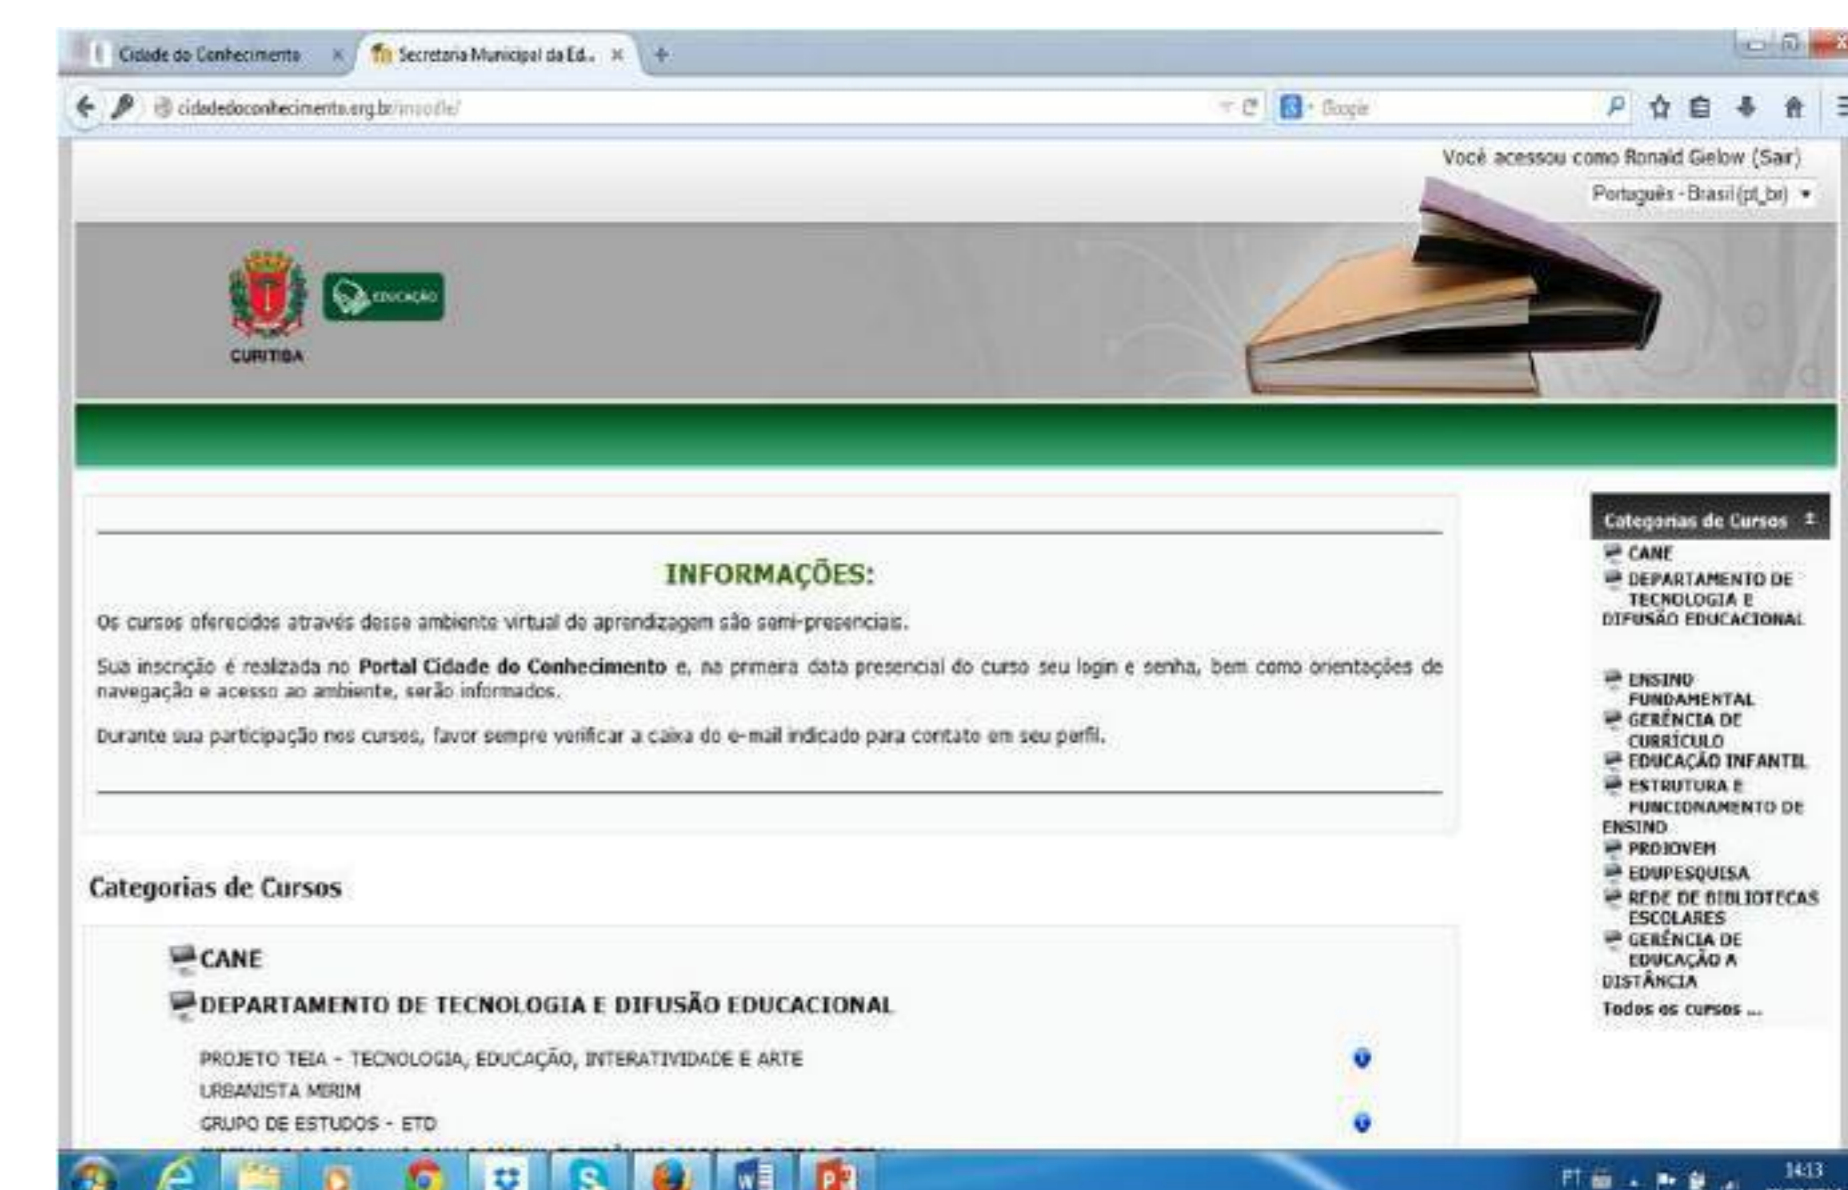 Cidade do Conhecimento
Secretaria Municipal da Ed...
cidadedoconhecimento.org.br/moodle/
Google
Você acessou como Ronald Gielow (Sair)
Português - Brasil (pt_br)
EDUCAÇÃO
CURITIBA
INFORMAÇÕES:
Os cursos oferecidos através desse ambiente virtual de aprendizagem são semi-presenciais.
Sua inscrição é realizada no Portal Cidade do Conhecimento e, na primeira data presencial do curso seu login e senha, bem como orientações de
navegação e acesso ao ambiente, serão informados.
Durante sua participação nos cursos, favor sempre verificar a caixa do e-mail indicado para contato em seu perfil.
Categorias de Cursos
CANE
DEPARTAMENTO DE TECNOLOGIA E DIFUSÃO EDUCACIONAL
PROJETO TEIA - TECNOLOGIA, EDUCAÇÃO, INTERATIVIDADE E ARTE
URBANISTA MIRIM
GRUPO DE ESTUDOS - ETD
Categorias de Cursos
CANE
DEPARTAMENTO DE
TECNOLOGIA E
DIFUSÃO EDUCACIONAL
ENSINO
FUNDAMENTAL
GERÊNCIA DE
CURRÍCULO
EDUCAÇÃO INFANTIL
ESTRUTURA E
FUNCIONAMENTO DE
ENSINO
PROJOVEM
EDUPESQUISA
REDE DE BIBLIOTECAS
ESCOLARES
GERÊNCIA DE
EDUCAÇÃO A
DISTÂNCIA
Todos os cursos ...
PT
14:13